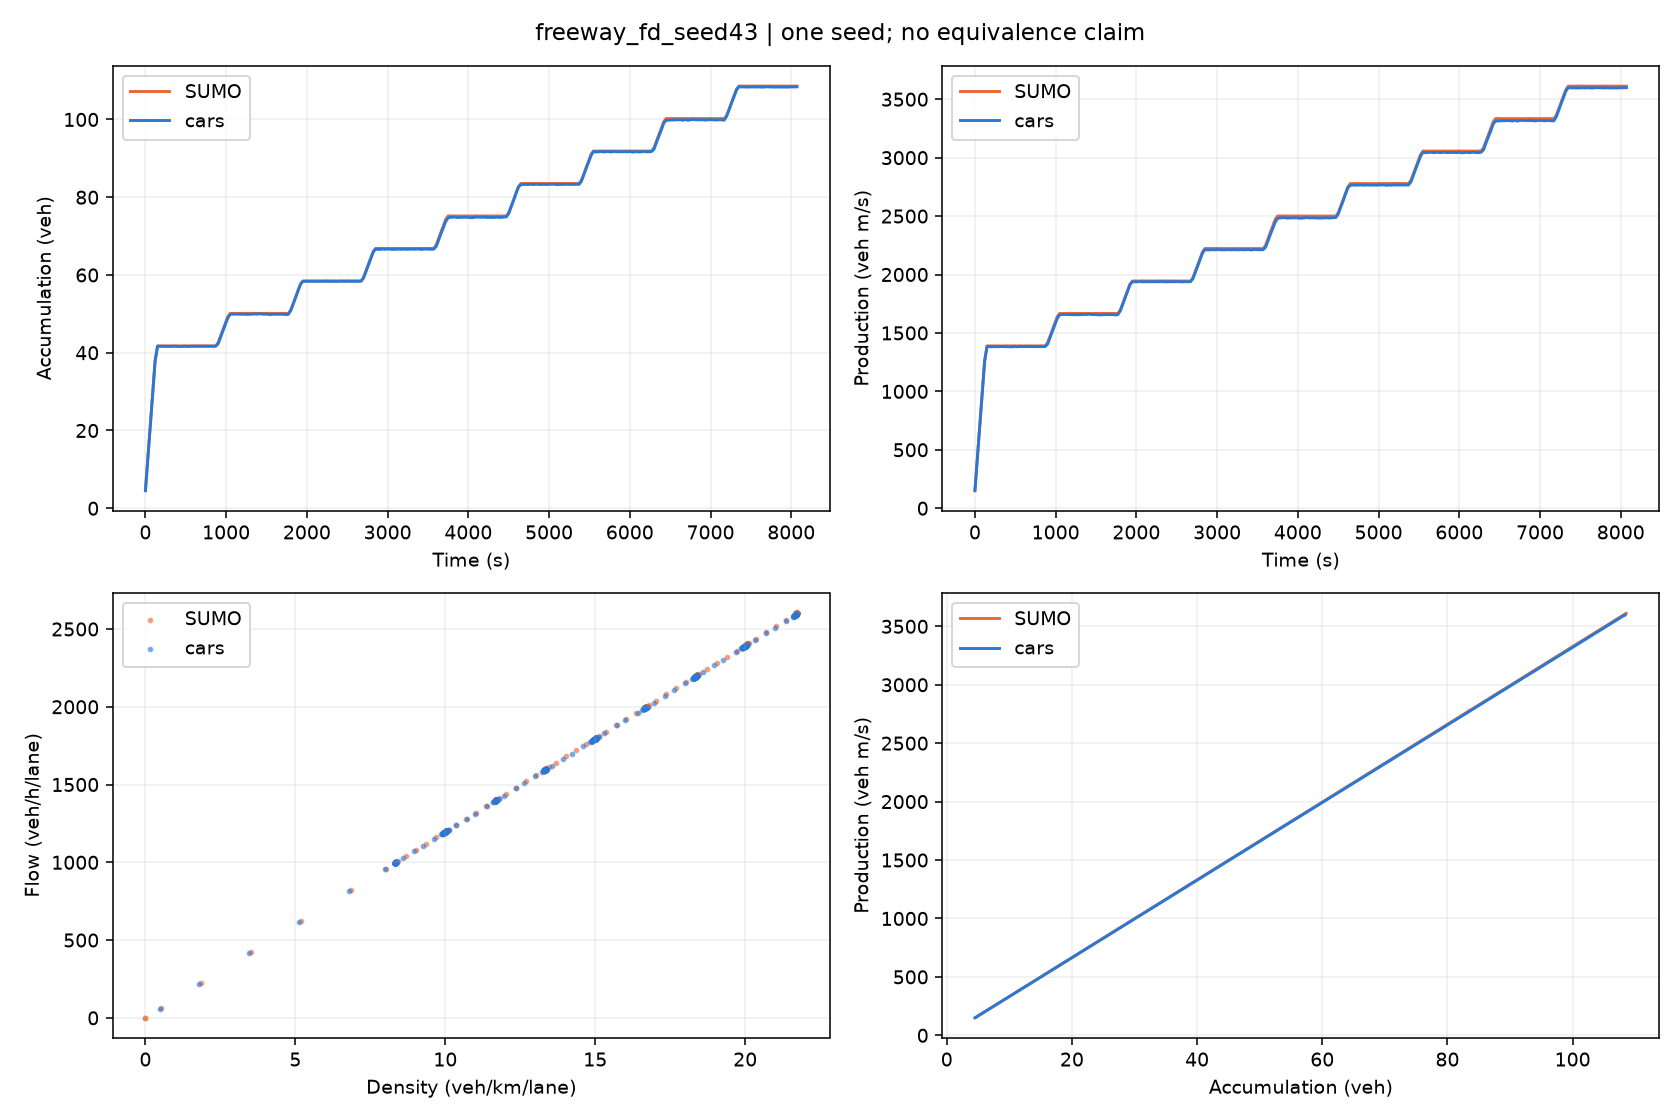 freeway_fd_seed43 | one seed; no equivalence claim
SUMO
cars
Accumulation (veh)
100
80
60
40
20
0
0 1000 2000 3000 4000 5000 6000 7000 8000
Time (s)
SUMO
cars
Production (veh m/s)
3500
3000
2500
2000
1500
1000
500
0
0 1000 2000 3000 4000 5000 6000 7000 8000
Time (s)
SUMO
cars
Flow (veh/h/lane)
2500
2000
1500
1000
500
0
0 5 10 15 20
Density (veh/km/lane)
SUMO
cars
Production (veh m/s)
3500
3000
2500
2000
1500
1000
500
0
0 20 40 60 80 100
Accumulation (veh)